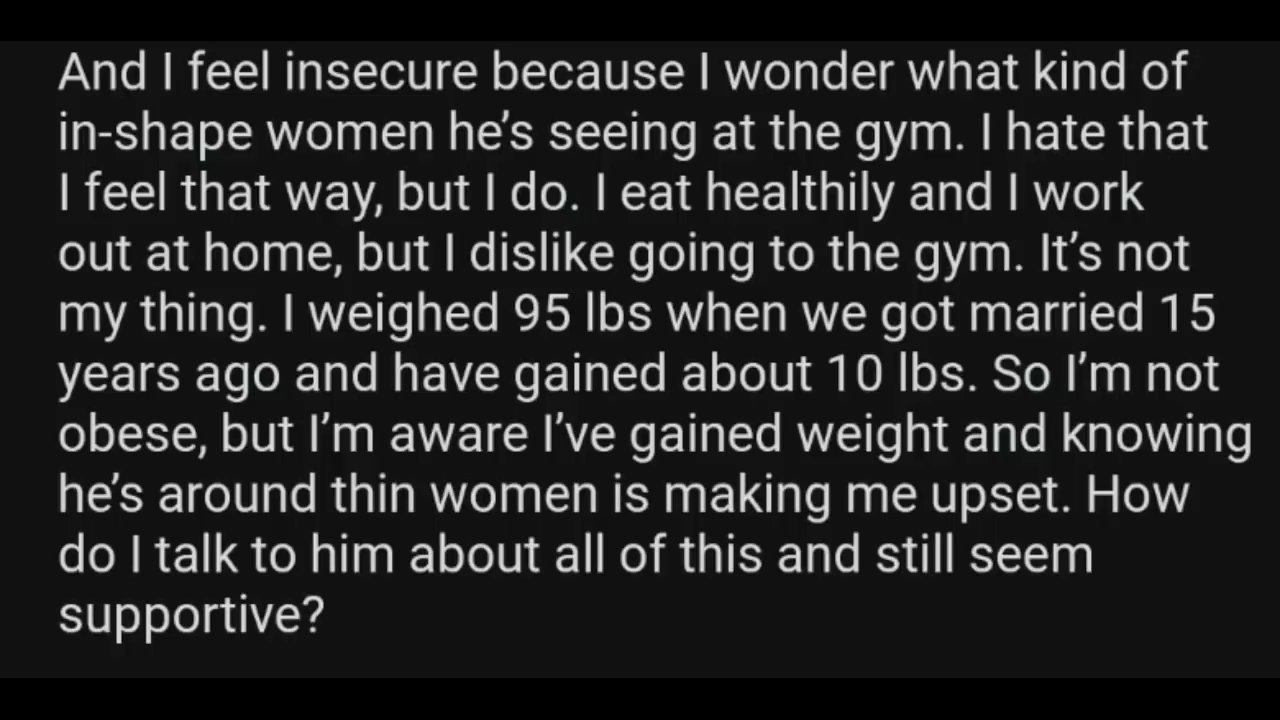 And I feel insecure because I wonder what kind of
in-shape women he’s seeing at the gym. I hate that
I feel that way, but I do. I eat healthily and I work
out at home, but I dislike going to the gym. It’s not
my thing. I weighed 95 lbs when we got married 15
years ago and have gained about 10 lbs. So I’m not
obese, but I’m aware I’ve gained weight and knowing
he’s around thin women is making me upset. How
do I talk to him about all of this and still seem
supportive?